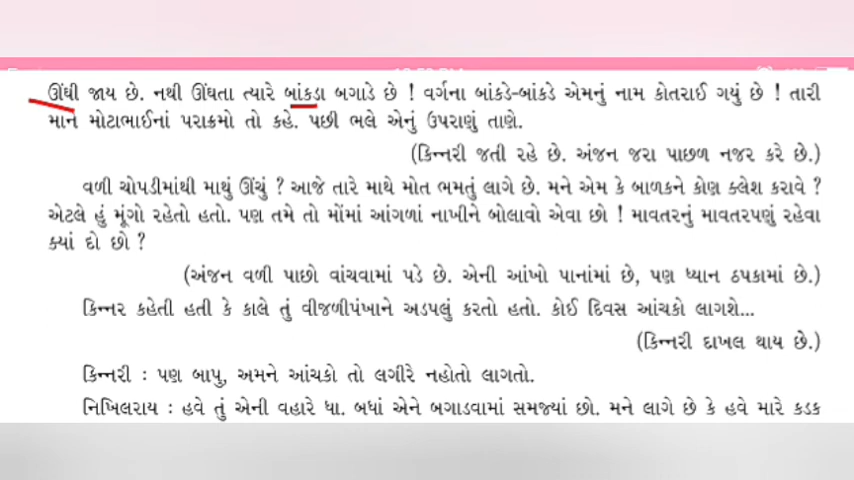 ઊંઘી જાય છે. નથી ઊંઘતા ત્યારે બાંકડા બગાડે છે ! વર્ગના બાંકડે-બાંકડે એમનું નામ કોતરાઈ ગયું છે ! તારી
માને મોટાભાઈનાં પરાક્રમો તો કહે. પછી ભલે એનું ઉપરાણું તાણે.
(કિન્નરી જતી રહે છે. અંજન જરા પાછળ નજર કરે છે.)
વળી ચોપડીમાંથી માથું ઊંચું ? આજે તારે માથે મોત ભમતું લાગે છે. મને એમ કે બાળકને કોણ ક્લેશ કરાવે ?
એટલે હું મૂંગો રહેતો હતો. પણ તમે તો મોંમાં આંગળાં નાખીને બોલાવો એવા છો ! માવતરનું માવતરપણું રહેવા
ક્યાં દો છો ?
(અંજન વળી પાછો વાંચવામાં પડે છે. એની આંખો પાનાંમાં છે, પણ ધ્યાન ઠપકામાં છે.)
કિન્નર કહેતી હતી કે કાલે તું વીજળીપંખાને અડપલું કરતો હતો. કોઈ દિવસ આંચકો લાગશે...
(કિન્નરી દાખલ થાય છે.)
કિન્નરી : પણ બાપુ, અમને આંચકો તો લગીરે નહોતો લાગતો.
નિખિલરાય : હવે તું એની વહારે ધા. બધાં એને બગાડવામાં સમજ્યાં છો. મને લાગે છે કે હવે મારે કડક